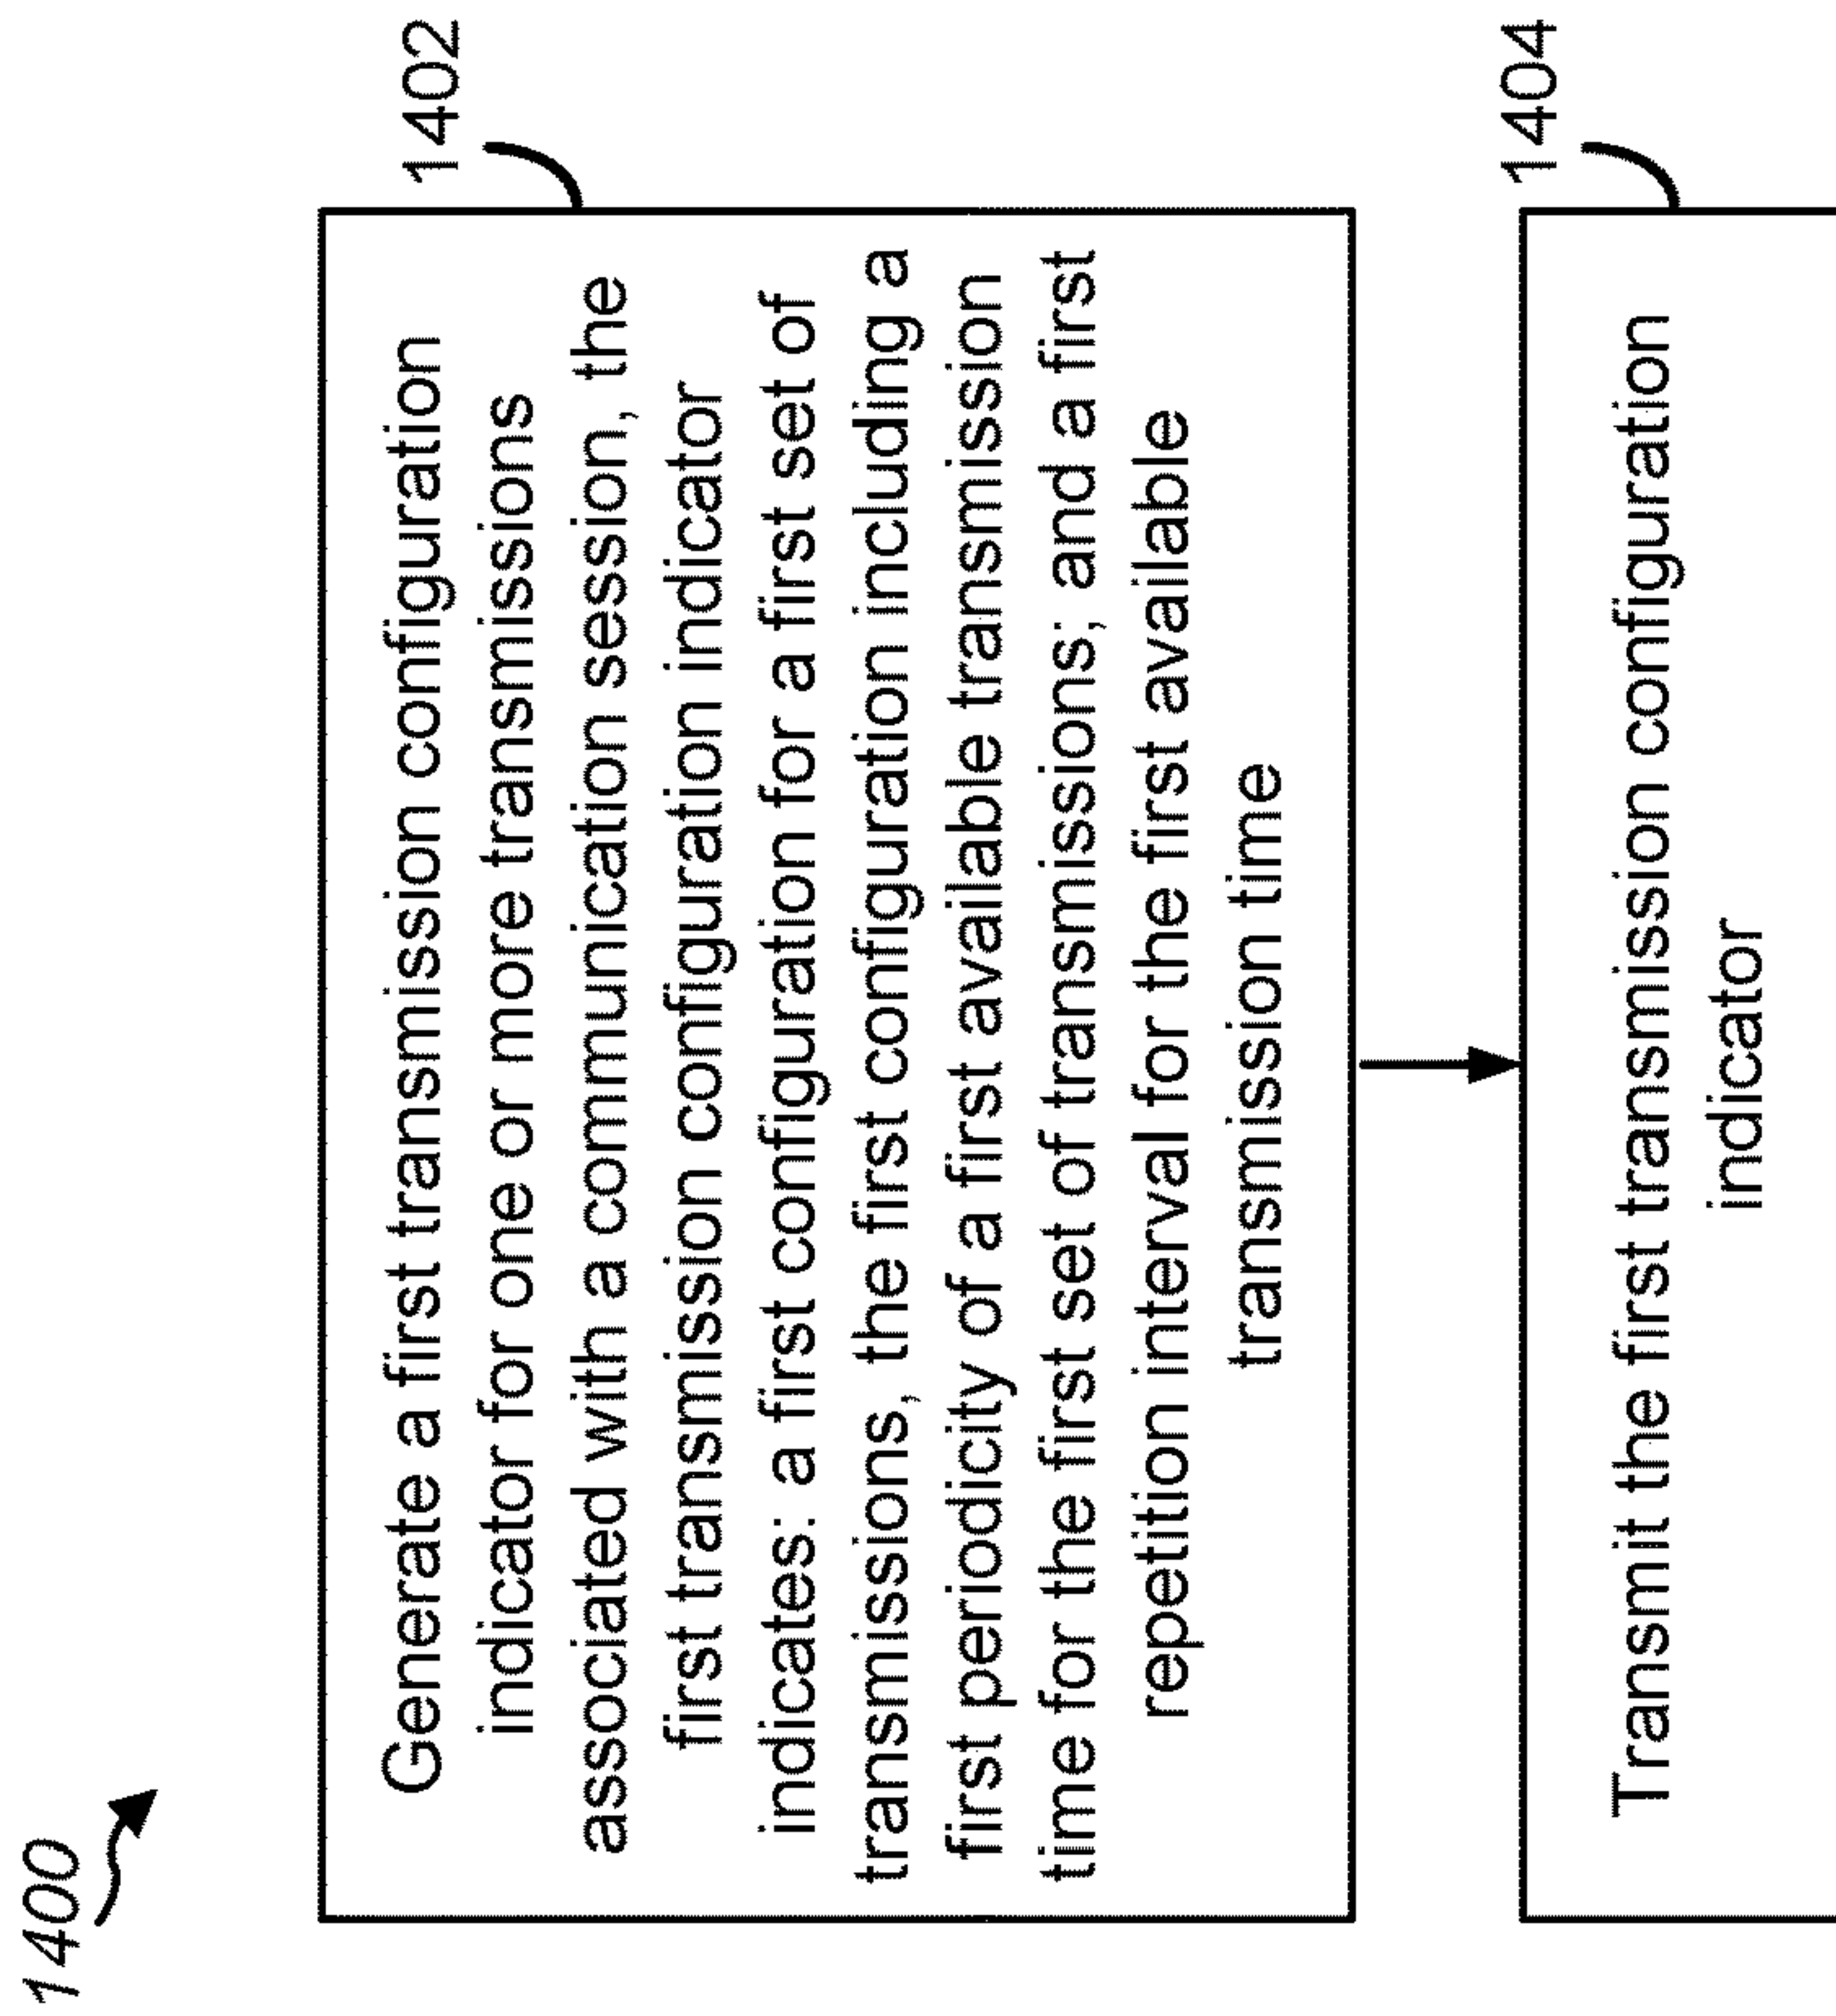 1400
1402
Generate a first transmission configuration
indicator for one or more transmissions
associated with a communication session, the
first transmission configuration indicator
indicates: a first configuration for a first set of
transmissions, the first configuration including a
first periodicity of a first available transmission
time for the first set of transmissions; and a first
repetition interval for the first available
transmission time
1404
Transmit the first transmission configuration
indicator